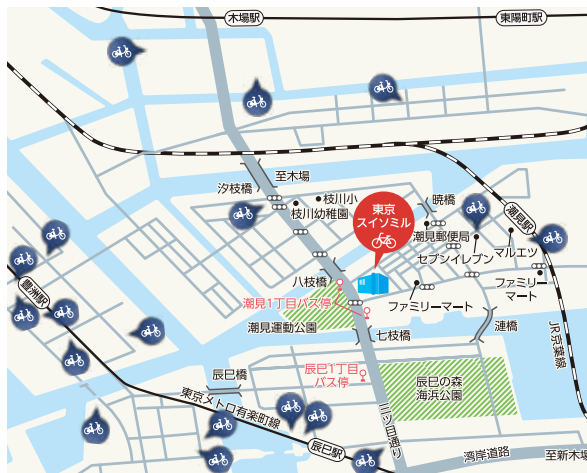 木場駅
東陽町駅
至木場
汐枝橋
枝川小
枝川幼稚園
暁橋
東京
スイソミル
潮見郵便局
潮見駅
セブンイレブン
マルエツ
八枝橋
ファミリーマート
ファミリー
マート
豊洲駅
潮見1丁目バス停
潮見運動公園
七枝橋
漣橋
JR京葉線
辰巳橋
辰巳1丁目
バス停
辰巳の森
海浜公園
東京メトロ有楽町線
三ツ目通り
辰巳駅
湾岸道路
至新木場